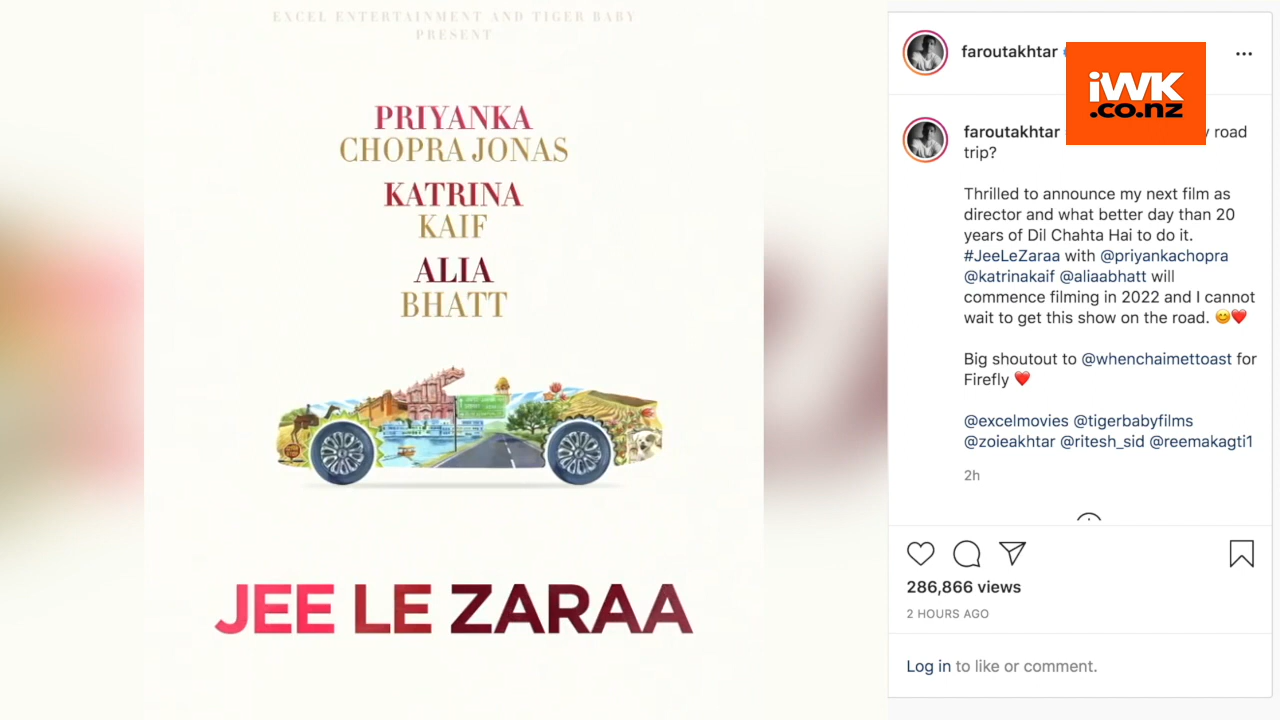 EXCEL ENTERTAINMENT AND TIGER BABY
PRESENT
PRIYANKA
CHOPRA JONAS
KATRINA
KAIF
ALIA
BHATT
JEE LE ZARAA
faroutakhtar
iWK
.co.nz
faroutakhtar
road
trip?
Thrilled to announce my next film as
director and what better day than 20
years of Dil Chahta Hai to do it.
#JeeLeZaraa with @priyankachopra
@katrinakaif @aliaabhatt will
commence filming in 2022 and I cannot
wait to get this show on the road. 😊❤️
Big shoutout to @whenchaimettoast for
Firefly ❤️
@excelmovies @tigerbabyfilms
@zoieakhtar @ritesh_sid @reemakagti1
2h
286,866 views
2 HOURS AGO
Log in to like or comment.